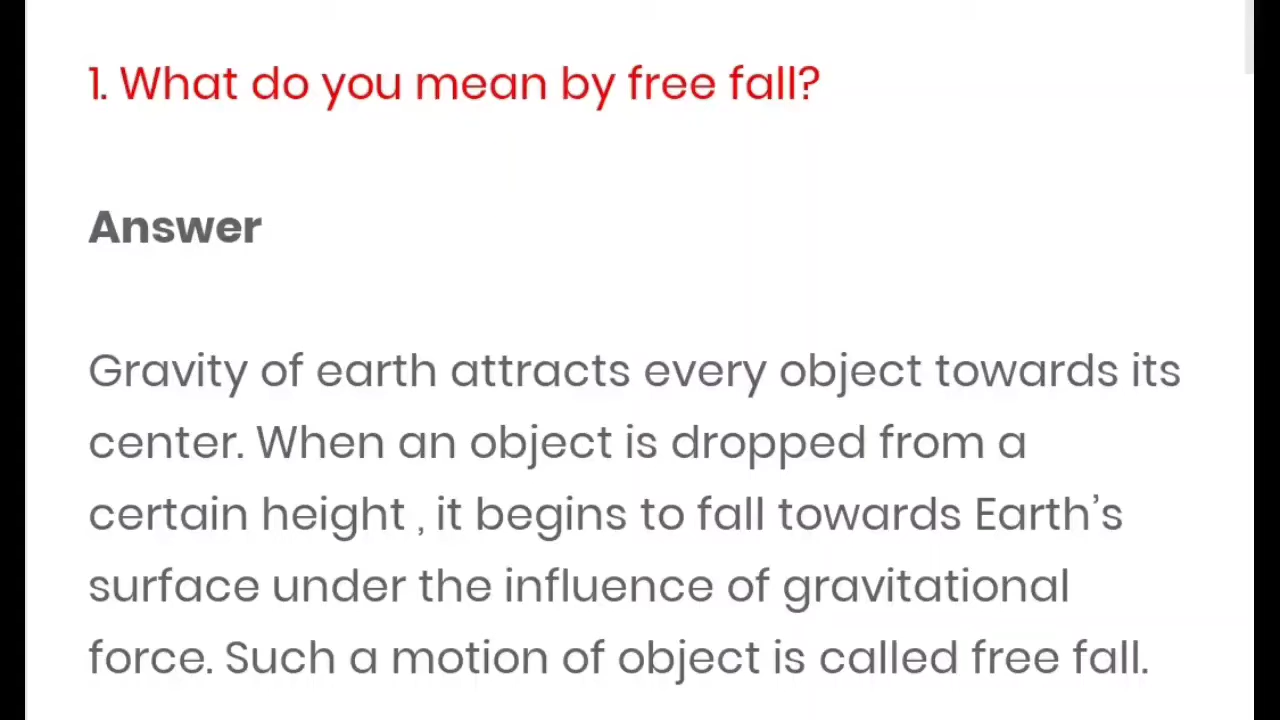 1. What do you mean by free fall?
Answer
Gravity of earth attracts every object towards its
center. When an object is dropped from a
certain height , it begins to fall towards Earth’s
surface under the influence of gravitational
force. Such a motion of object is called free fall.